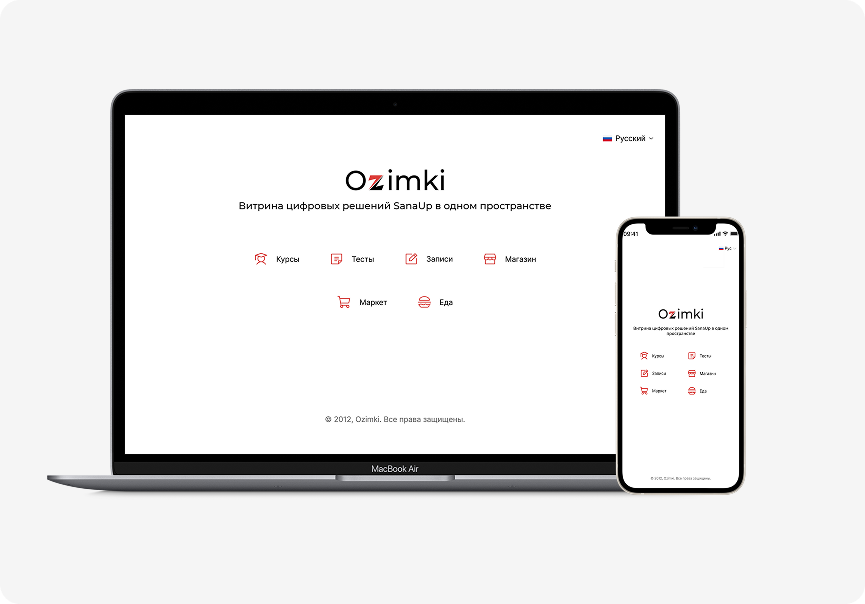 Русский
Ozimki
Витрина цифровых решений SanaUp в одном пространстве
Курсы
Тесты
Записи
Магазин
Маркет
Еда
© 2012, Ozimki. Все права защищены.
MacBook Air
09:41
Рус
Ozimki
Витрина цифровых решений SanaUp в одном
пространстве
Курсы
Тесты
Записи
Магазин
Маркет
Еда
© 2012, Ozimki. Все права защищены.